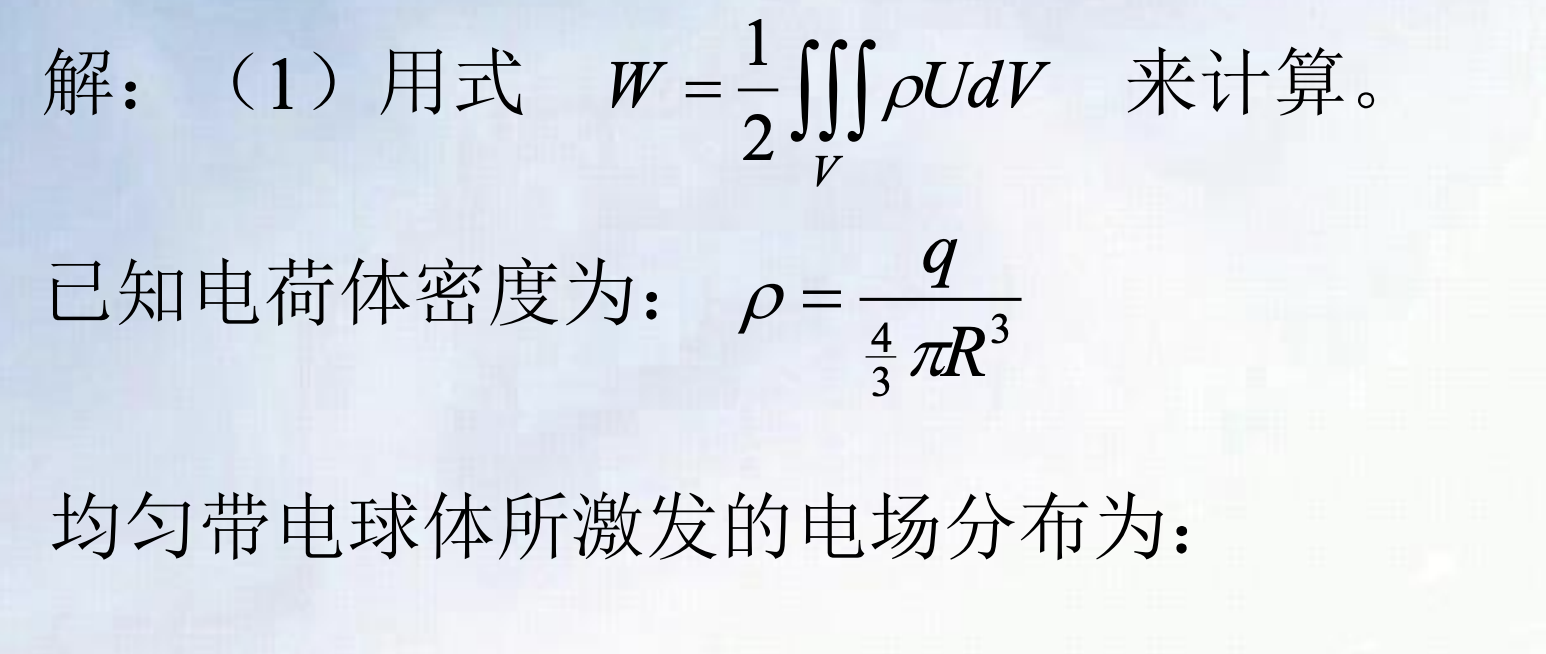 解：（1）用式 $W = \frac{1}{2} \iiint\limits_{V} \rho U dV$ 来计算。
已知电荷体密度为： $\rho = \frac{q}{\frac{4}{3} \pi R^3}$
均匀带电球体所激发的电场分布为：